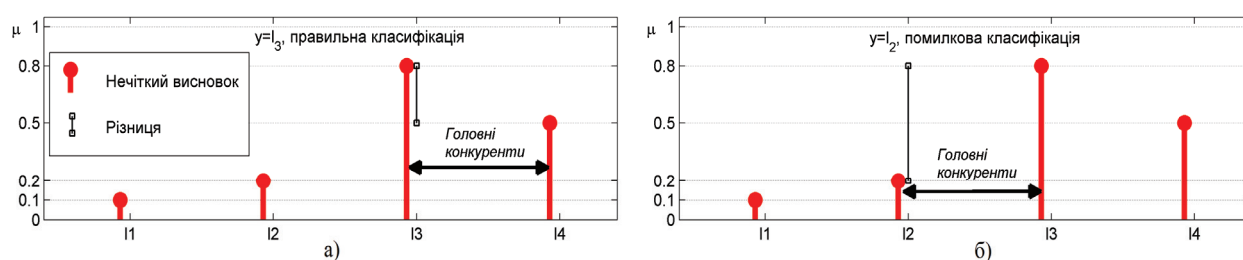 μ
1
0.8
0.5
0.2
0.1
0
y=l3, правильна класифікація
Нечіткий висновок
Різниця
Головні
конкуренти
l1
l2
l3
l4
а)
μ
1
0.8
0.5
0.2
0.1
0
y=l2, помилкова класифікація
Головні
конкуренти
l1
l2
l3
l4
б)